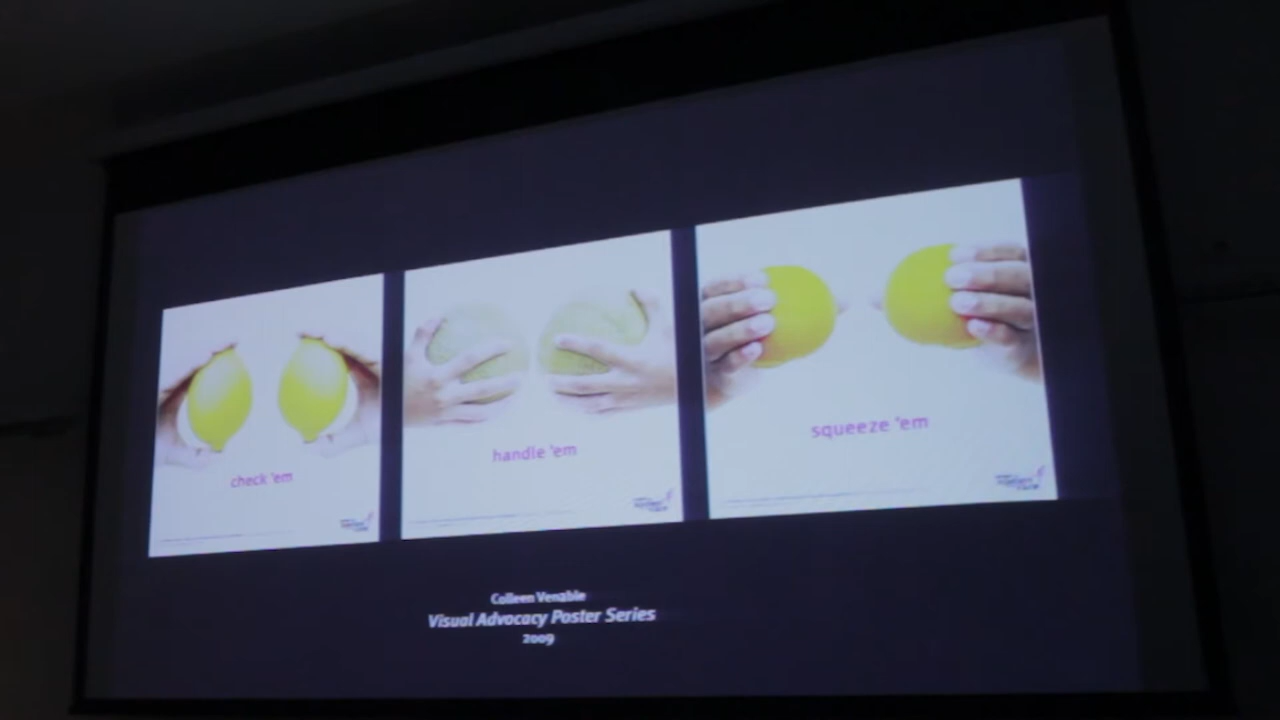 check 'em
handle 'em
squeeze 'em
Colleen Venable
Visual Advocacy Poster Series
2009